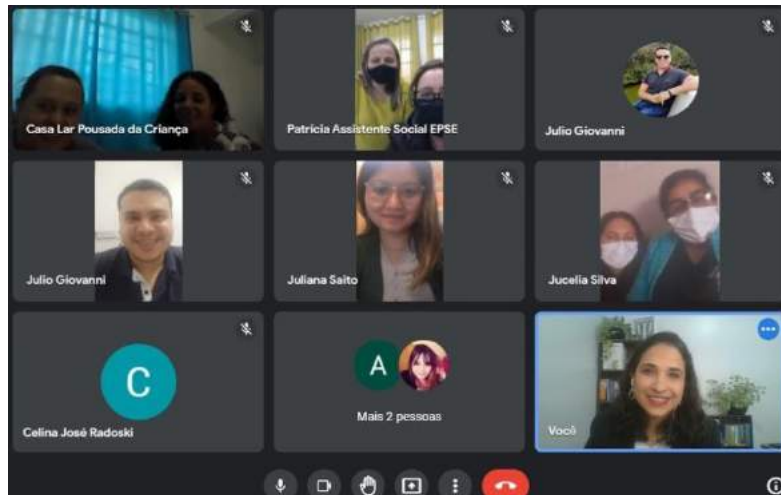 Casa Lar Pousada da Criança
Patrícia Assistente Social EPSE
Julio Giovanni
Julio Giovanni
Juliana Saito
Jucelia Silva
C
Celina José Radoski
A
Mais 2 pessoas
Você